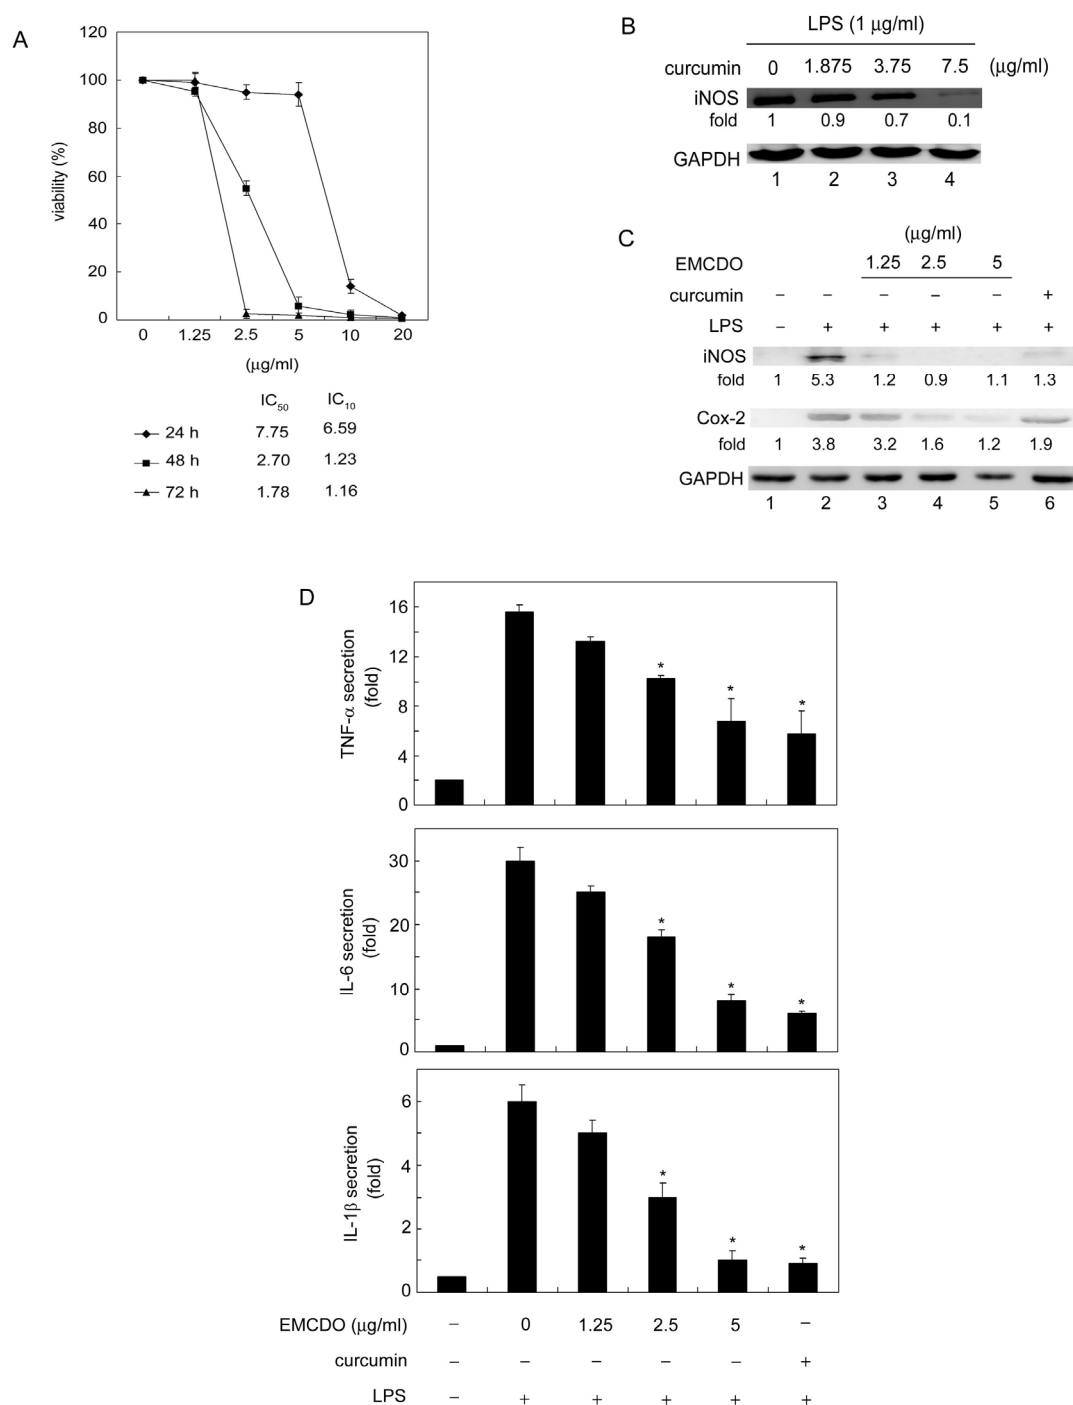 A
120
100
80
60
40
20
0
viability (%)
0 1.25 2.5 5 10 20
(µg/ml)
IC50 IC10
24 h 7.75 6.59
48 h 2.70 1.23
72 h 1.78 1.16
B
LPS (1 µg/ml)
curcumin 0 1.875 3.75 7.5 (µg/ml)
iNOS
fold 1 0.9 0.7 0.1
GAPDH
1 2 3 4
C
(µg/ml)
EMCDO 1.25 2.5 5
curcumin – – – – – +
LPS – + + + + +
iNOS
fold 1 5.3 1.2 0.9 1.1 1.3
Cox-2
fold 1 3.8 3.2 1.6 1.2 1.9
GAPDH
1 2 3 4 5 6
D
TNF-α secretion
(fold)
16
12
8
4
0
* * *
IL-6 secretion
(fold)
30
20
10
0
* * *
IL-1β secretion
(fold)
6
4
2
0
* * *
EMCDO (µg/ml) – 0 1.25 2.5 5 –
curcumin – – – – – +
LPS – + + + + +